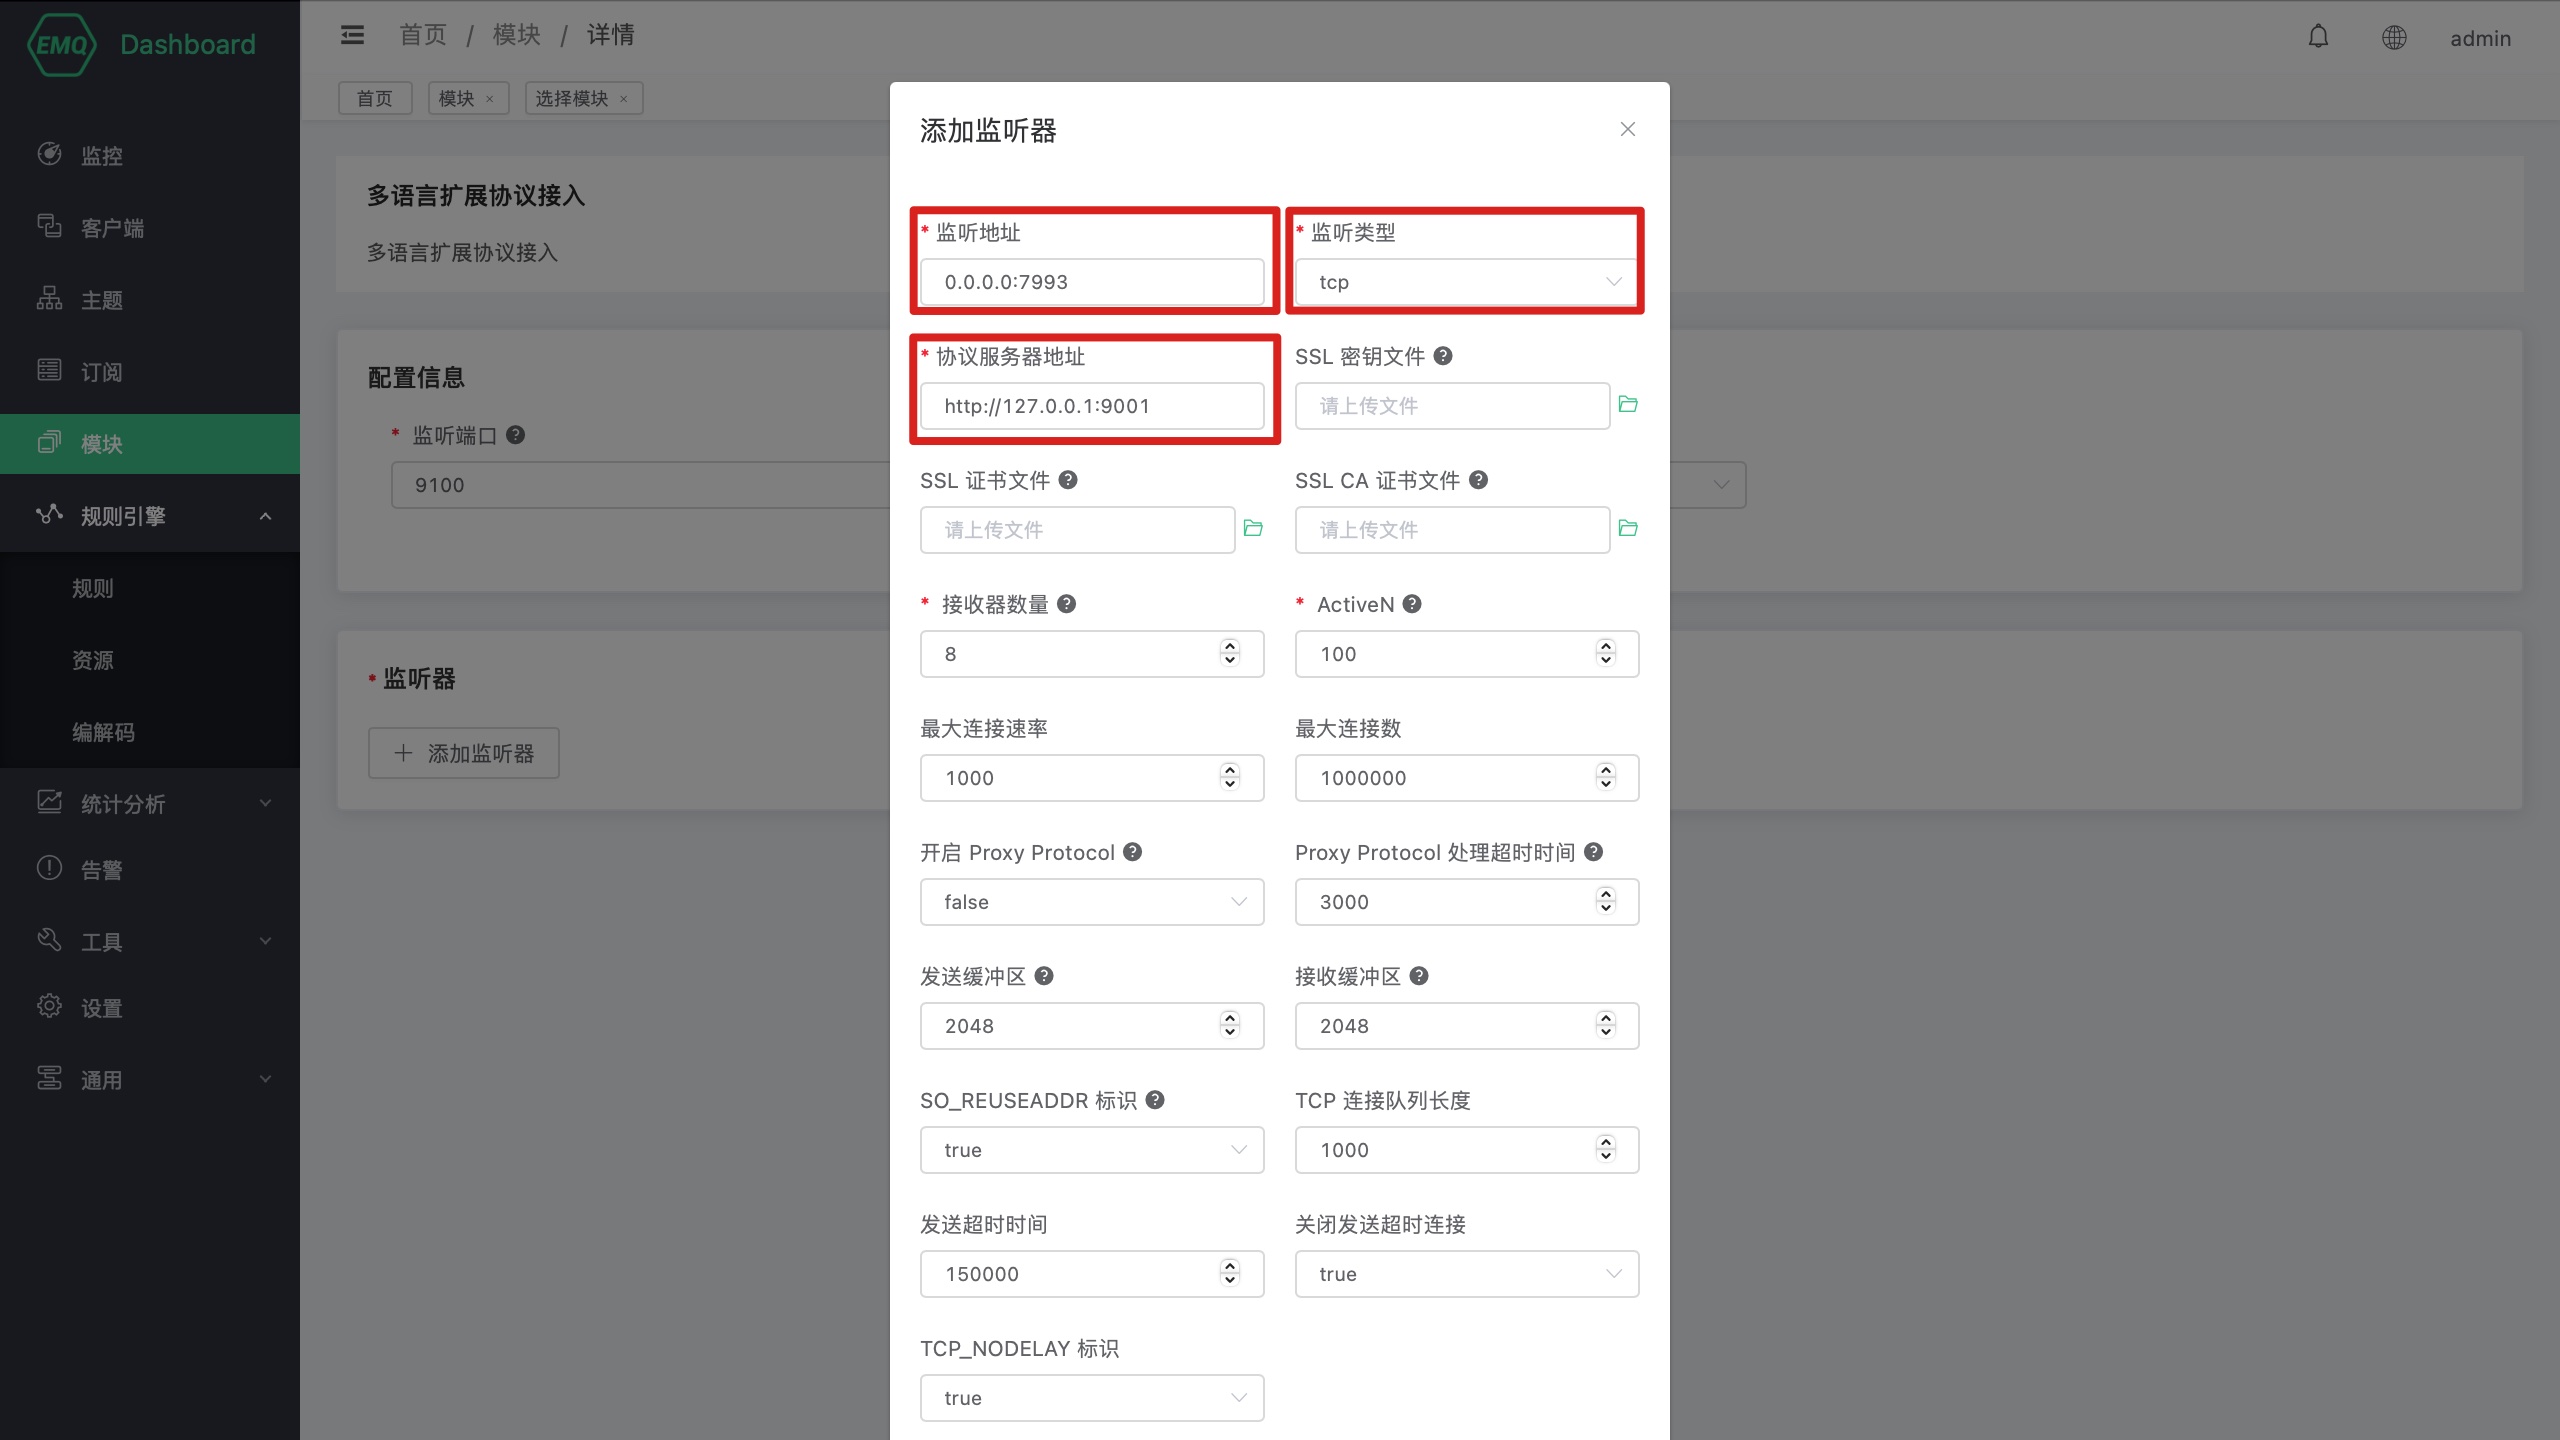 EMQ Dashboard
首页 / 模块 / 详情
admin
首页
模块 ×
选择模块 ×
监控
客户端
主题
订阅
模块
规则引擎
规则
资源
编解码
统计分析
告警
工具
设置
通用
多语言扩展协议接入
多语言扩展协议接入
配置信息
* 监听端口
9100
* 监听器
添加监听器
添加监听器
* 监听地址
0.0.0.0:7993
* 监听类型
tcp
* 协议服务器地址
http://127.0.0.1:9001
SSL 密钥文件
请上传文件
SSL 证书文件
请上传文件
SSL CA 证书文件
请上传文件
* 接收器数量
8
* ActiveN
100
最大连接速率
1000
最大连接数
1000000
开启 Proxy Protocol
false
Proxy Protocol 处理超时时间
3000
发送缓冲区
2048
接收缓冲区
2048
SO_REUSEADDR 标识
true
TCP 连接队列长度
1000
发送超时时间
150000
关闭发送超时连接
true
TCP_NODELAY 标识
true